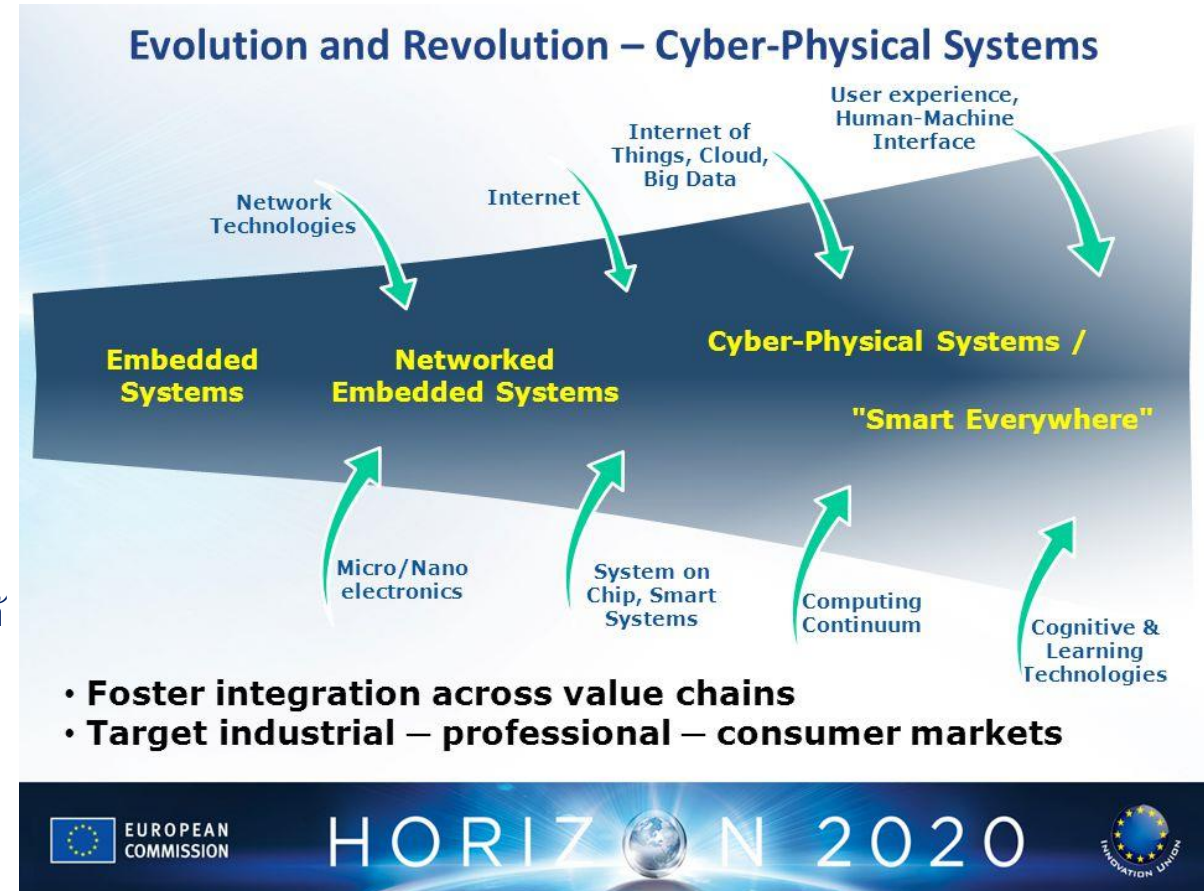 Evolution and Revolution – Cyber-Physical Systems
User experience,
Human-Machine
Interface
Internet of
Things, Cloud,
Big Data
Internet
Network
Technologies
Embedded
Systems
Networked
Embedded Systems
Cyber-Physical Systems /
"Smart Everywhere"
Micro/Nano
electronics
System on
Chip, Smart
Systems
Computing
Continuum
Cognitive &
Learning
Technologies
• Foster integration across value chains
• Target industrial – professional – consumer markets
EUROPEAN
COMMISSION
HORIZON 2020
INNOVATION UNION